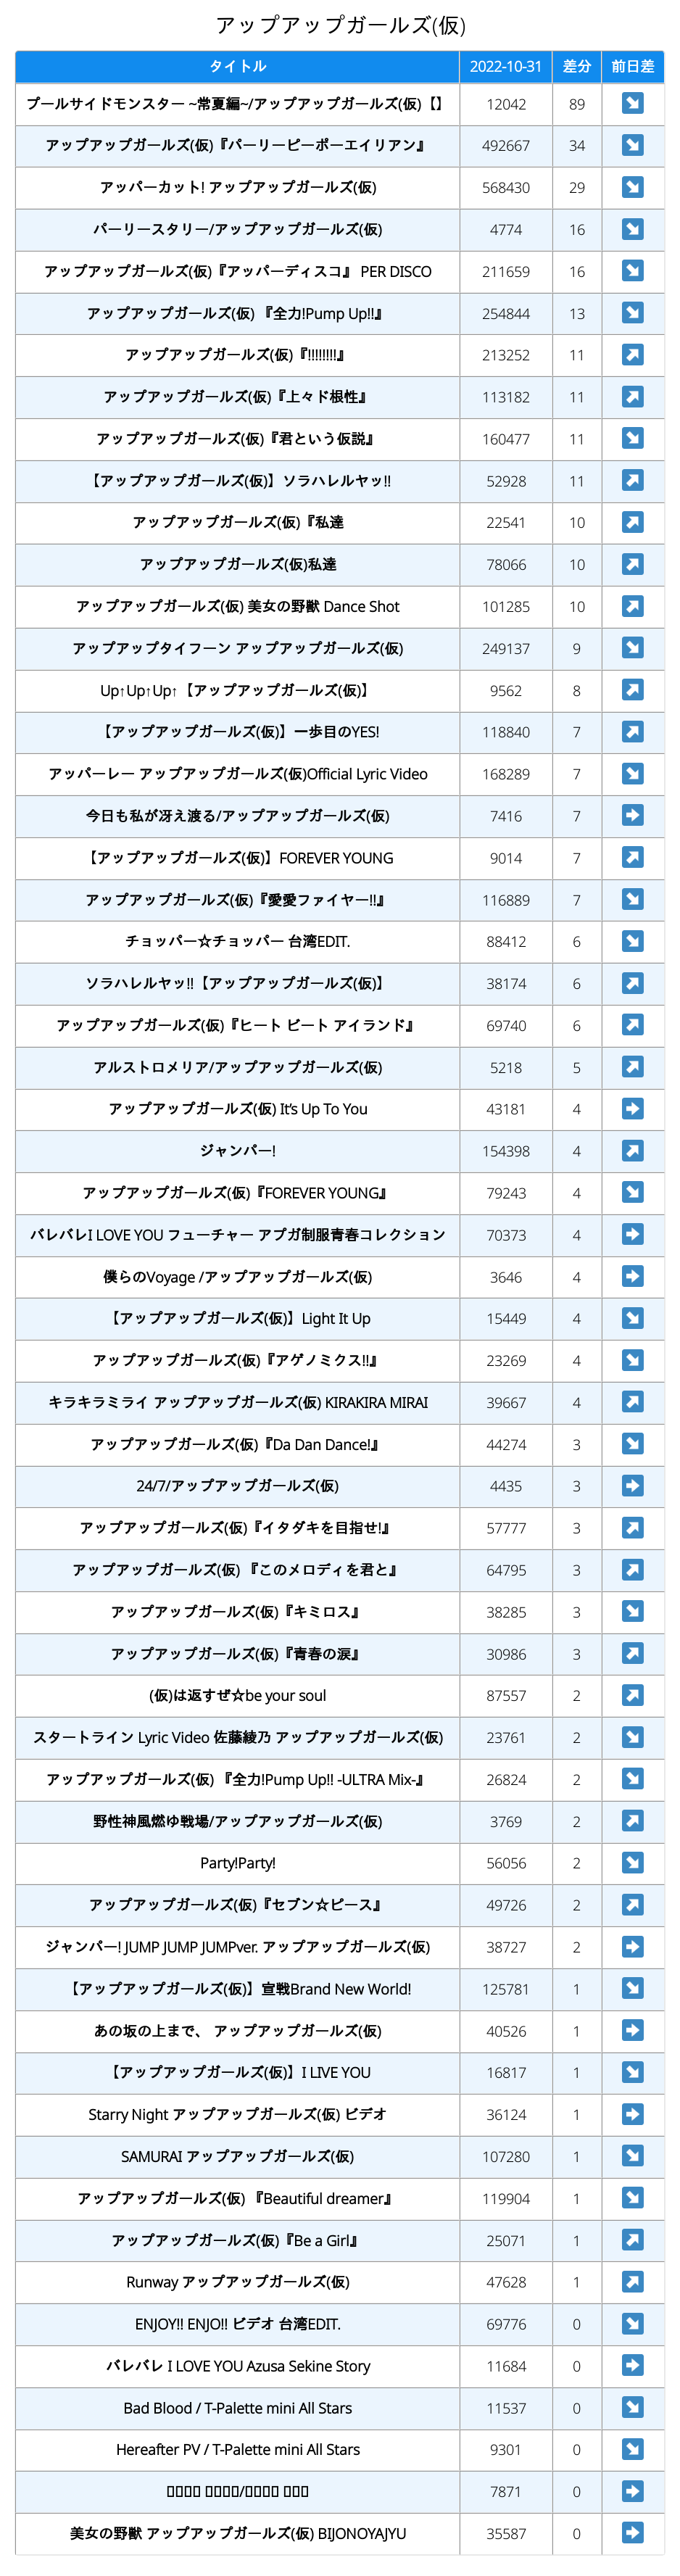 アップアップガールズ(仮)
タイトル 2022-10-31 差分 前日差
プールサイドモンスター ~常夏編~/アップアップガールズ(仮)【】 12042 89 ↘
アップアップガールズ(仮)『パーリーピーポーエイリアン』 492667 34 ↘
アッパーカット! アップアップガールズ(仮) 568430 29 ↘
パーリースタリー/アップアップガールズ(仮) 4774 16 ↘
アップアップガールズ(仮)『アッパーディスコ』 PER DISCO 211659 16 ↘
アップアップガールズ(仮) 『全力!Pump Up!!』 254844 13 ↘
アップアップガールズ(仮)『!!!!!!!!』 213252 11 ↗
アップアップガールズ(仮)『上々ド根性』 113182 11 ↗
アップアップガールズ(仮)『君という仮説』 160477 11 ↘
【アップアップガールズ(仮)】ソラハレルヤッ!! 52928 11 ↗
アップアップガールズ(仮)『私達 22541 10 ↗
アップアップガールズ(仮)私達 78066 10 ↗
アップアップガールズ(仮) 美女の野獣 Dance Shot 101285 10 ↗
アップアップタイフーン アップアップガールズ(仮) 249137 9 ↘
Up↑Up↑Up↑【アップアップガールズ(仮)】 9562 8 ↗
【アップアップガールズ(仮)】一歩目のYES! 118840 7 ↗
アッパーレー アップアップガールズ(仮)Official Lyric Video 168289 7 ↘
今日も私が冴え渡る/アップアップガールズ(仮) 7416 7 ➡
【アップアップガールズ(仮)】FOREVER YOUNG 9014 7 ↗
アップアップガールズ(仮)『愛愛ファイヤー!!』 116889 7 ↘
チョッパー☆チョッパー 台湾EDIT. 88412 6 ↘
ソラハレルヤッ!!【アップアップガールズ(仮)】 38174 6 ↗
アップアップガールズ(仮)『ヒート ビート アイランド』 69740 6 ↗
アルストロメリア/アップアップガールズ(仮) 5218 5 ↗
アップアップガールズ(仮) It's Up To You 43181 4 ➡
ジャンパー! 154398 4 ↗
アップアップガールズ(仮)『FOREVER YOUNG』 79243 4 ↘
バレバレI LOVE YOU フューチャー アプガ制服青春コレクション 70373 4 ➡
僕らのVoyage /アップアップガールズ(仮) 3646 4 ➡
【アップアップガールズ(仮)】Light It Up 15449 4 ↘
アップアップガールズ(仮)『アゲノミクス!!』 23269 4 ↘
キラキラミライ アップアップガールズ(仮) KIRAKIRA MIRAI 39667 4 ↗
アップアップガールズ(仮)『Da Dan Dance!』 44274 3 ↘
24/7/アップアップガールズ(仮) 4435 3 ➡
アップアップガールズ(仮)『イタダキを目指せ!』 57777 3 ↗
アップアップガールズ(仮) 『このメロディを君と』 64795 3 ↗
アップアップガールズ(仮)『キミロス』 38285 3 ↘
アップアップガールズ(仮)『青春の涙』 30986 3 ↗
(仮)は返すぜ☆be your soul 87557 2 ↗
スタートライン Lyric Video 佐藤綾乃 アップアップガールズ(仮) 23761 2 ↘
アップアップガールズ(仮) 『全力!Pump Up!! -ULTRA Mix-』 26824 2 ↘
野性神風燃ゆ戦場/アップアップガールズ(仮) 3769 2 ↗
Party!Party! 56056 2 ↘
アップアップガールズ(仮)『セブン☆ピース』 49726 2 ↗
ジャンパー! JUMP JUMP JUMPver. アップアップガールズ(仮) 38727 2 ➡
【アップアップガールズ(仮)】宣戦Brand New World! 125781 1 ↘
あの坂の上まで、 アップアップガールズ(仮) 40526 1 ➡
【アップアップガールズ(仮)】I LIVE YOU 16817 1 ↘
Starry Night アップアップガールズ(仮) ビデオ 36124 1 ➡
SAMURAI アップアップガールズ(仮) 107280 1 ↘
アップアップガールズ(仮) 『Beautiful dreamer』 119904 1 ↘
アップアップガールズ(仮)『Be a Girl』 25071 1 ↗
Runway アップアップガールズ(仮) 47628 1 ↗
ENJOY!! ENJO!! ビデオ 台湾EDIT. 69776 0 ↘
バレバレ I LOVE YOU Azusa Sekine Story 11684 0 ➡
Bad Blood / T-Palette mini All Stars 11537 0 ↘
Hereafter PV / T-Palette mini All Stars 9301 0 ↘
/ 7871 0 ➡
美女の野獣 アップアップガールズ(仮) BIJONOYAJYU 35587 0 ➡